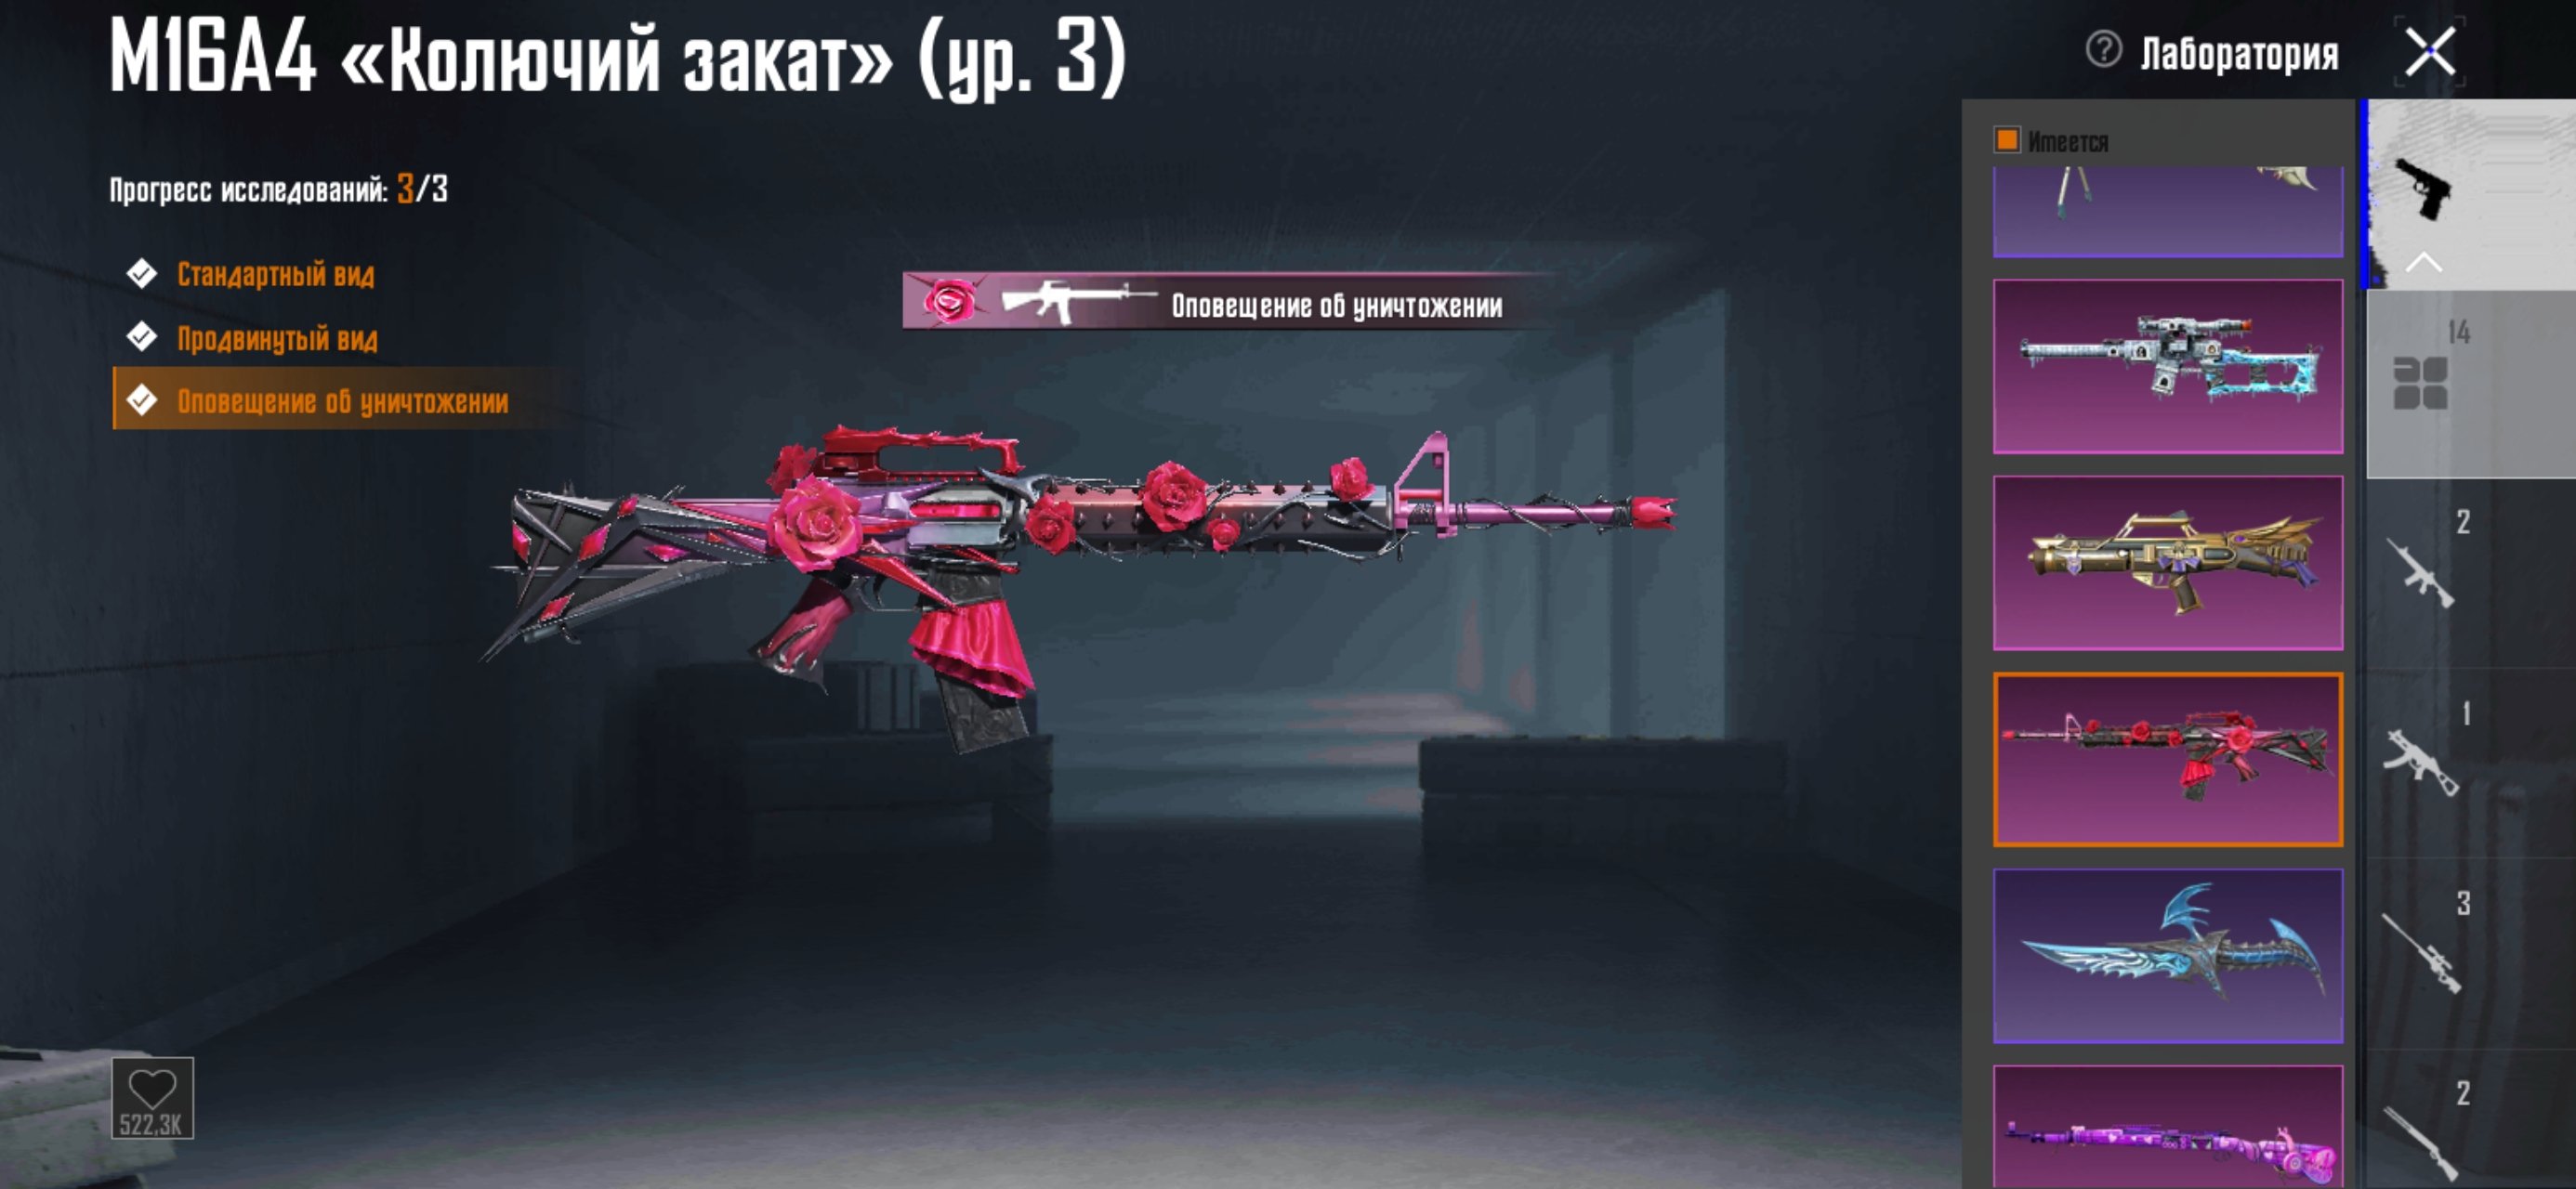 M16A4 «Колючий закат» (ур. 3)
Лаборатория
Прогресс исследований: 3/3
Стандартный вид
Продвинутый вид
Оповещение об уничтожении
Оповещение об уничтожении
522,3K
Имеется
14
2
1
3
2